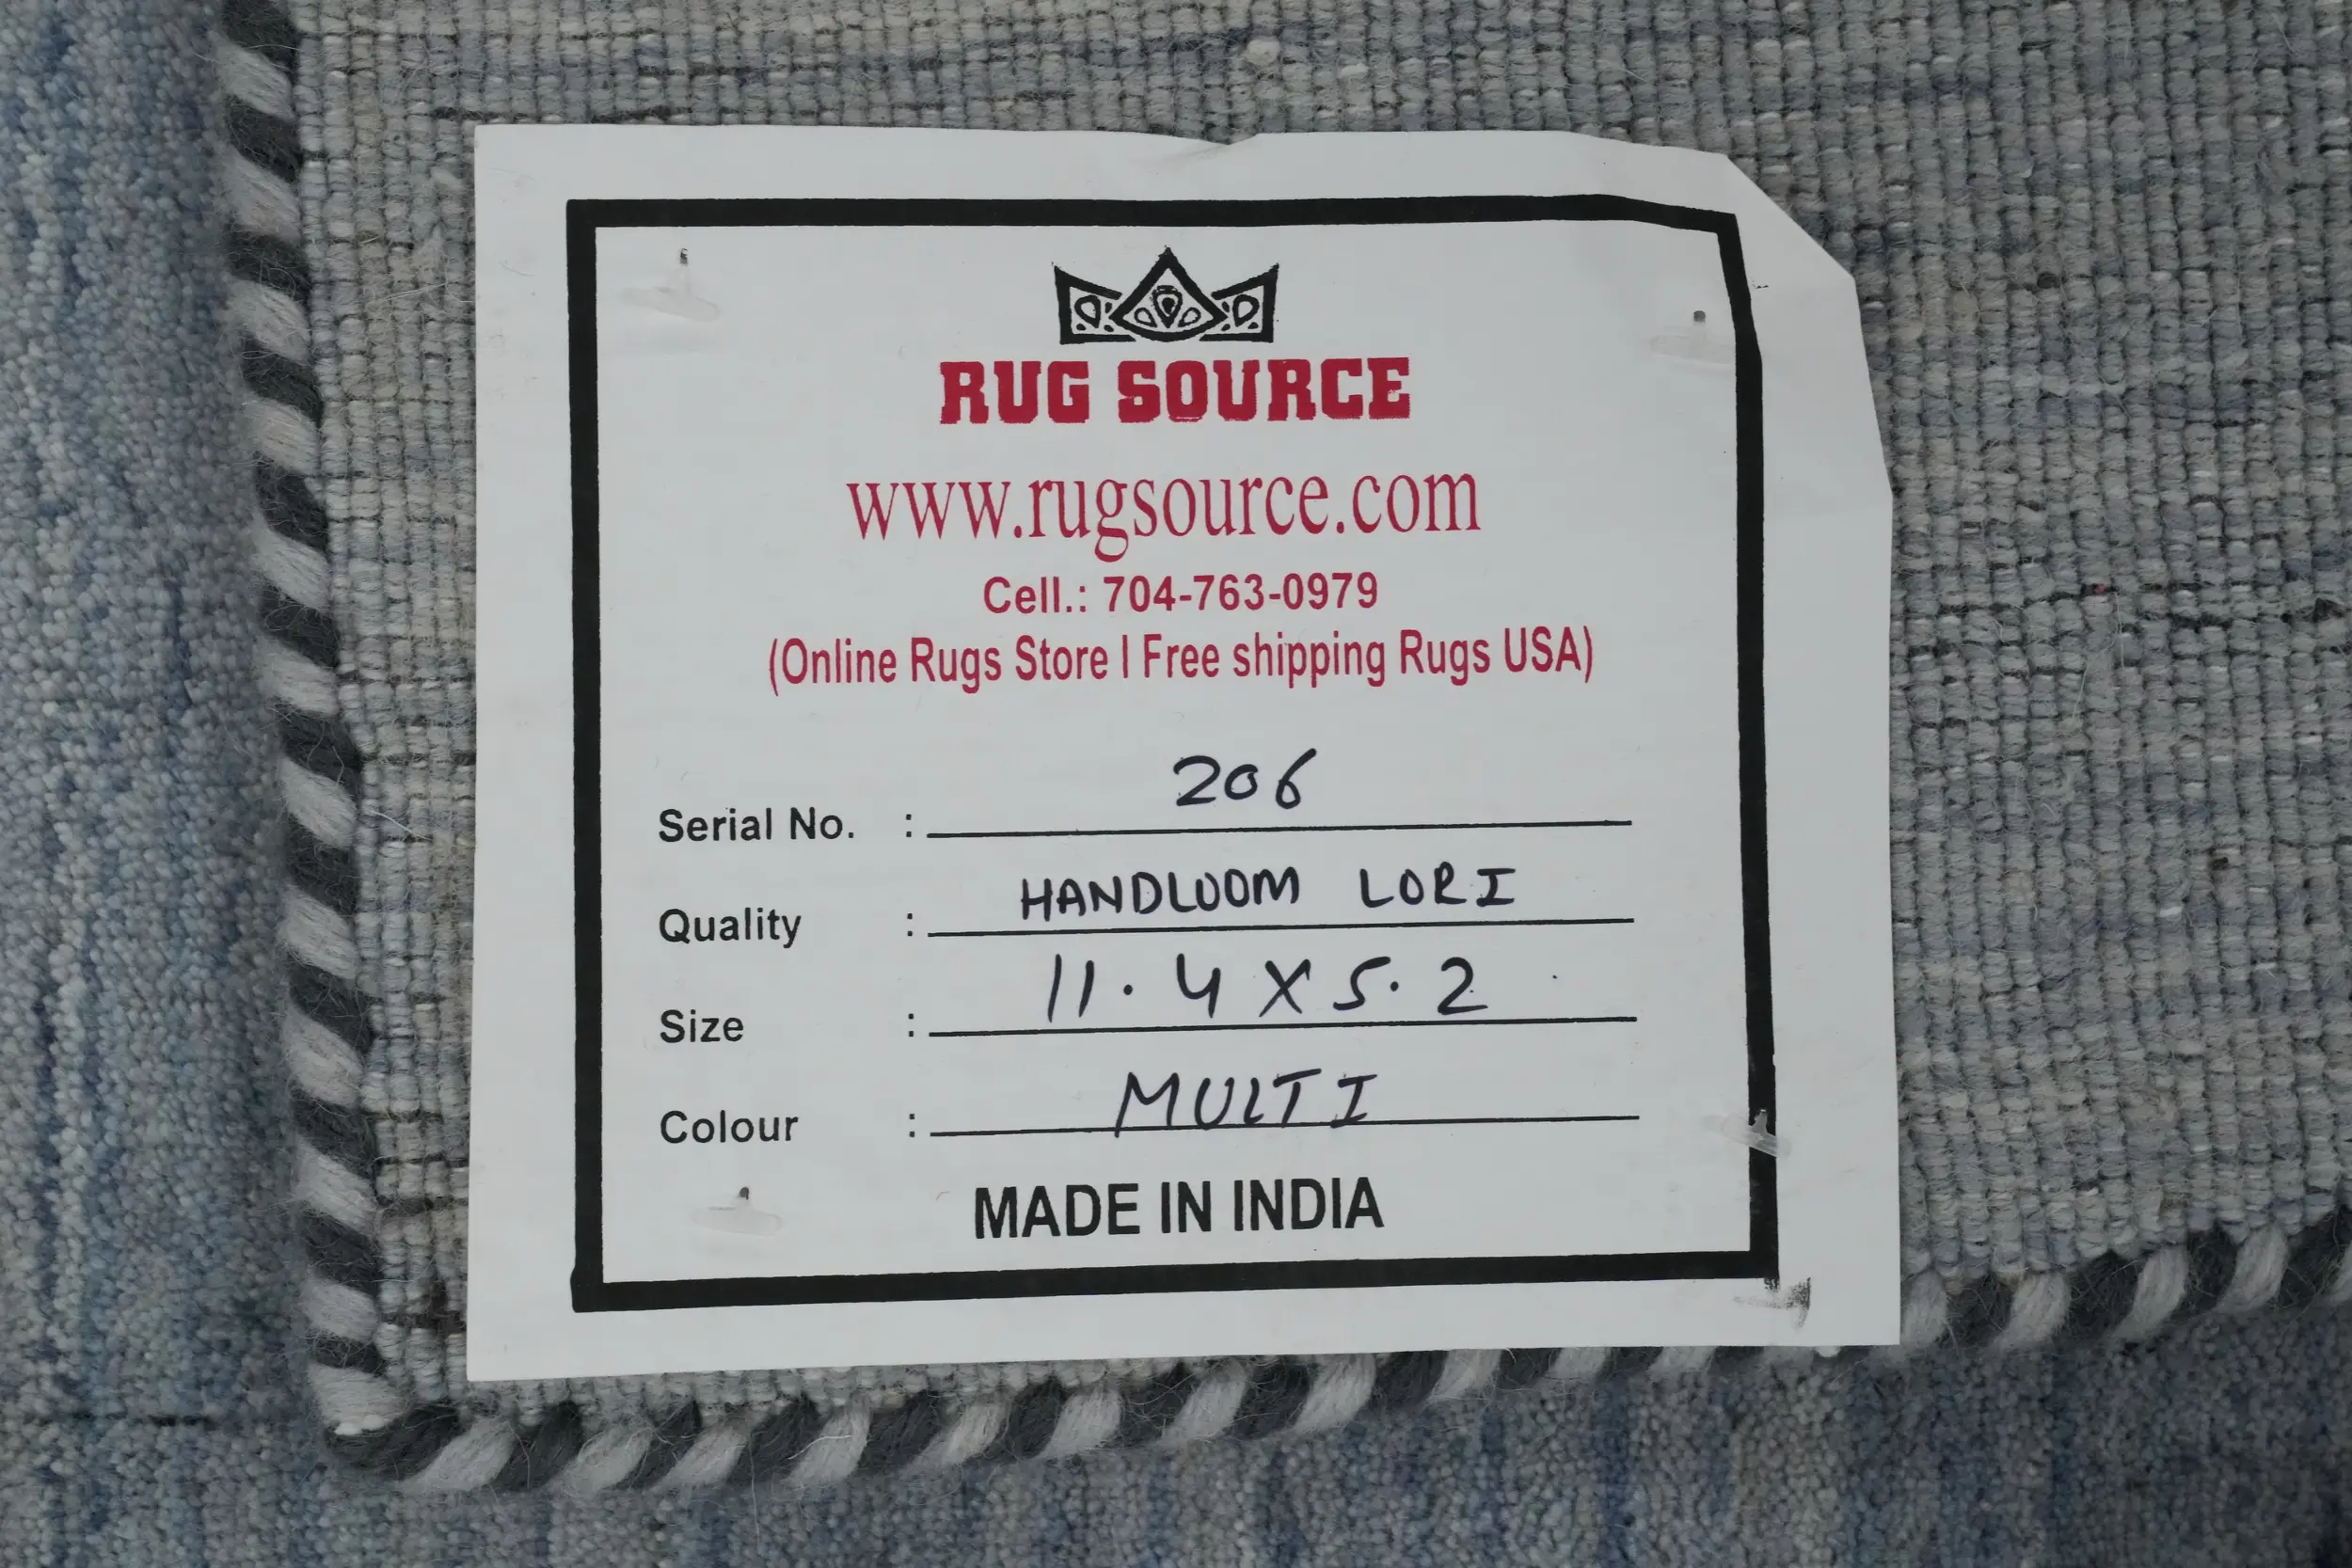 RUG SOURCE
www.rugsource.com
Cell.: 704-763-0979
(Online Rugs Store I Free shipping Rugs USA)
Serial No. : 206
Quality : HANDLOOM LORI
Size : 11.4 X 5.2
Colour : MULTI
MADE IN INDIA